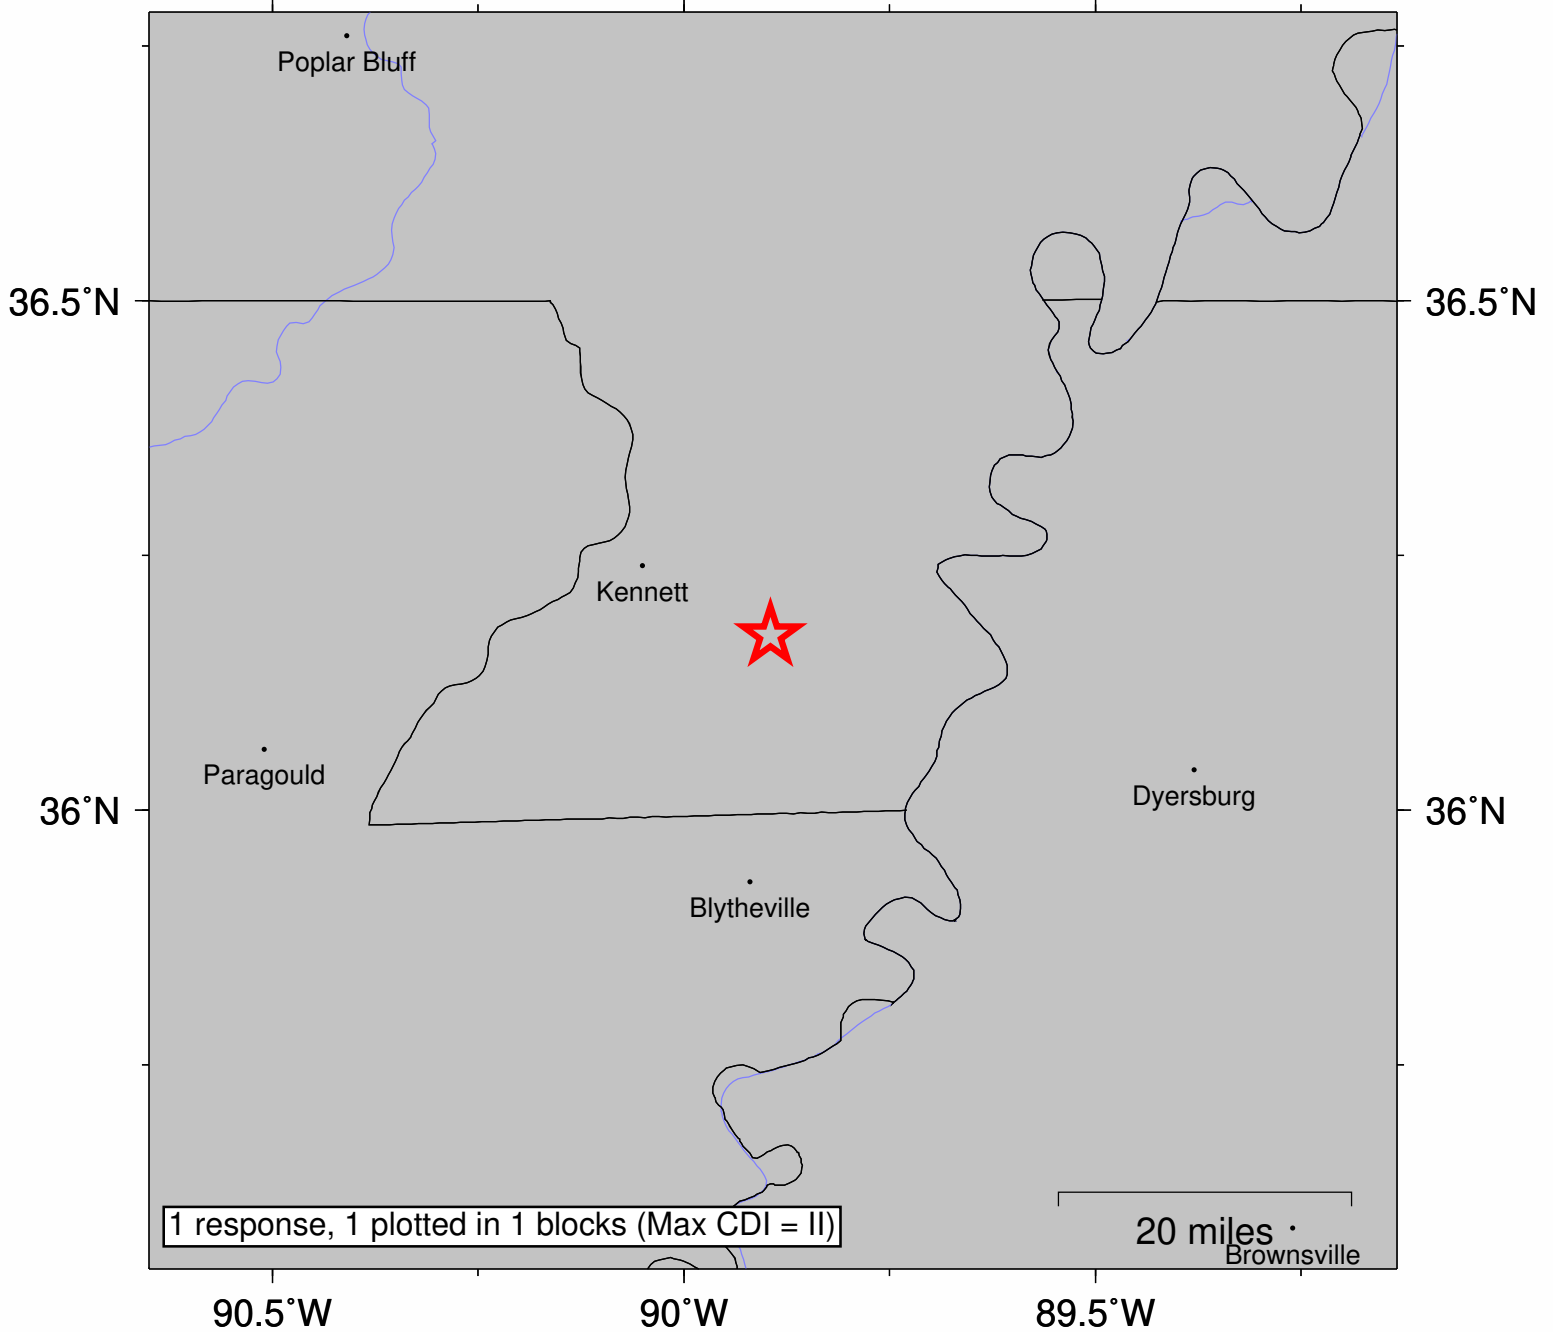 Poplar Bluff
36.5°N
36.5°N
Kennett
Paragould
Dyersburg
36°N
36°N
Blytheville
1 response, 1 plotted in 1 blocks (Max CDI = II)
20 miles
Brownsville
90.5°W
90°W
89.5°W